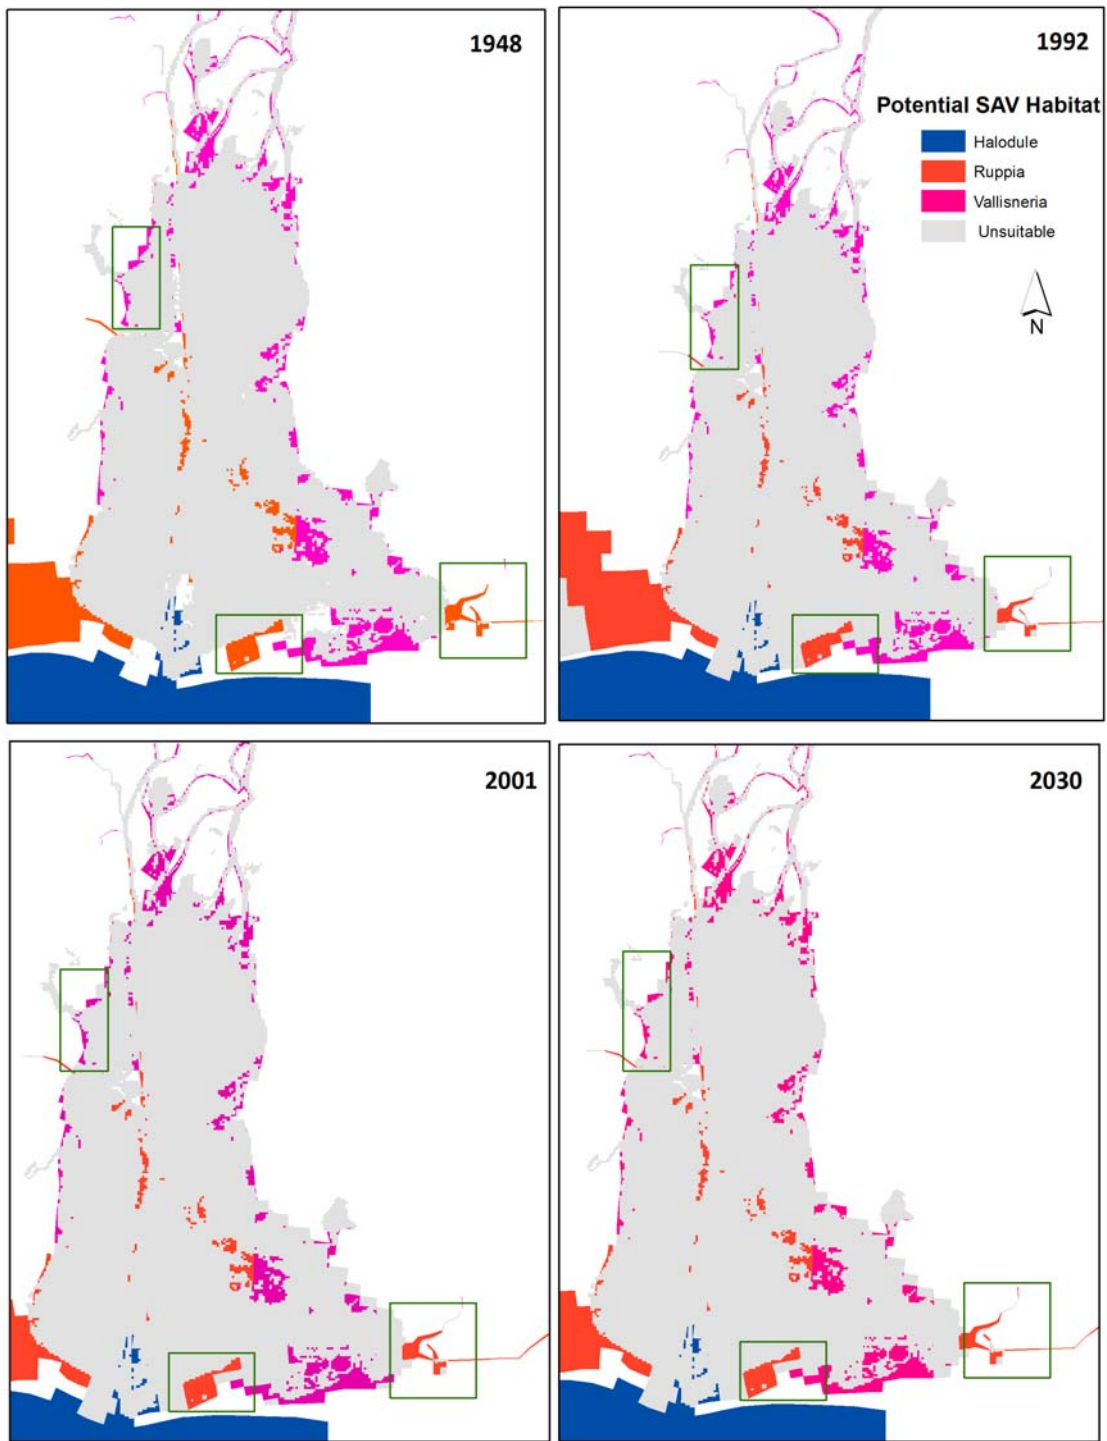 1948
1992
Potential SAV Habitat
Halodule
Ruppia
Vallisneria
Unsuitable
N
2001
2030